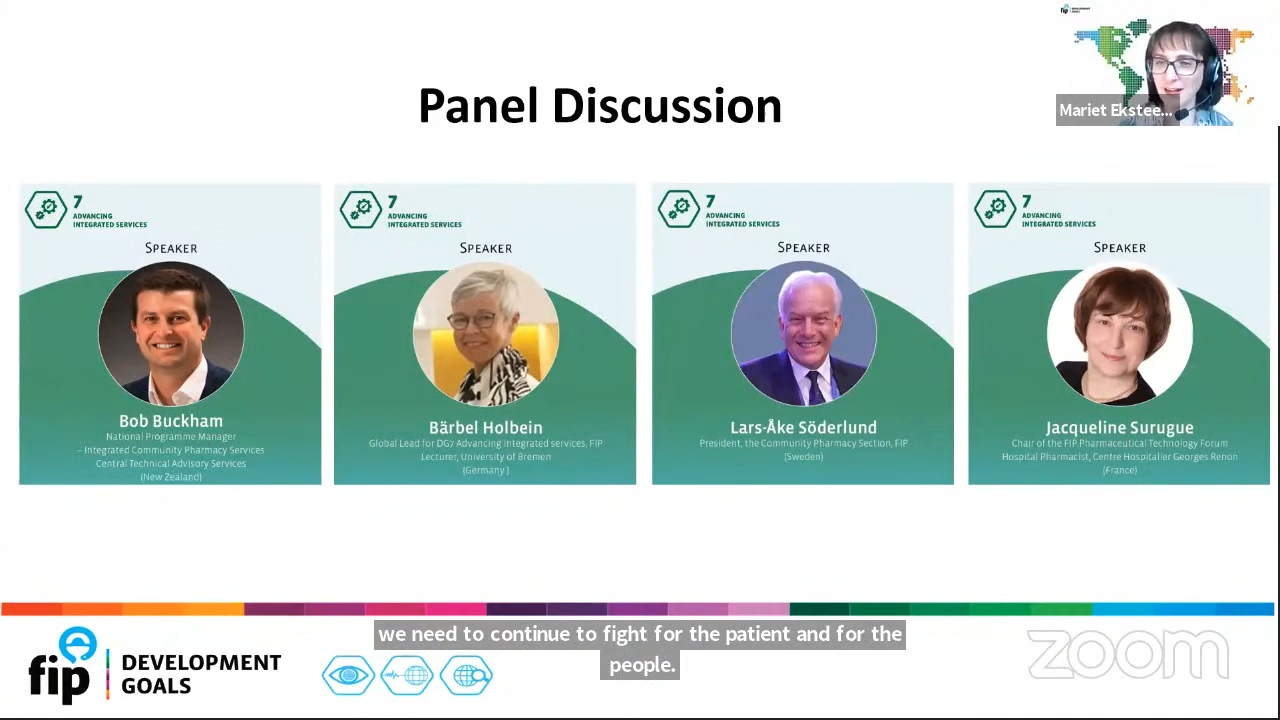 fip DEVELOPMENT GOALS
Mariet Ekstee...
Panel Discussion
7
ADVANCING
INTEGRATED SERVICES
SPEAKER
Bob Buckham
National Programme Manager
– Integrated Community Pharmacy Services
Central Technical Advisory Services
(New Zealand)
7
ADVANCING
INTEGRATED SERVICES
SPEAKER
Bärbel Holbein
Global Lead for DG7 Advancing integrated services, FIP
Lecturer, University of Bremen
(Germany )
7
ADVANCING
INTEGRATED SERVICES
SPEAKER
Lars-Åke Söderlund
President, the Community Pharmacy Section, FIP
(Sweden)
7
ADVANCING
INTEGRATED SERVICES
SPEAKER
Jacqueline Surugue
Chair of the FIP Pharmaceutical Technology Forum
Hospital Pharmacist, Centre Hospitalier Georges Renon
(France)
we need to continue to fight for the patient and for the
people.
fip
DEVELOPMENT
GOALS
zoom